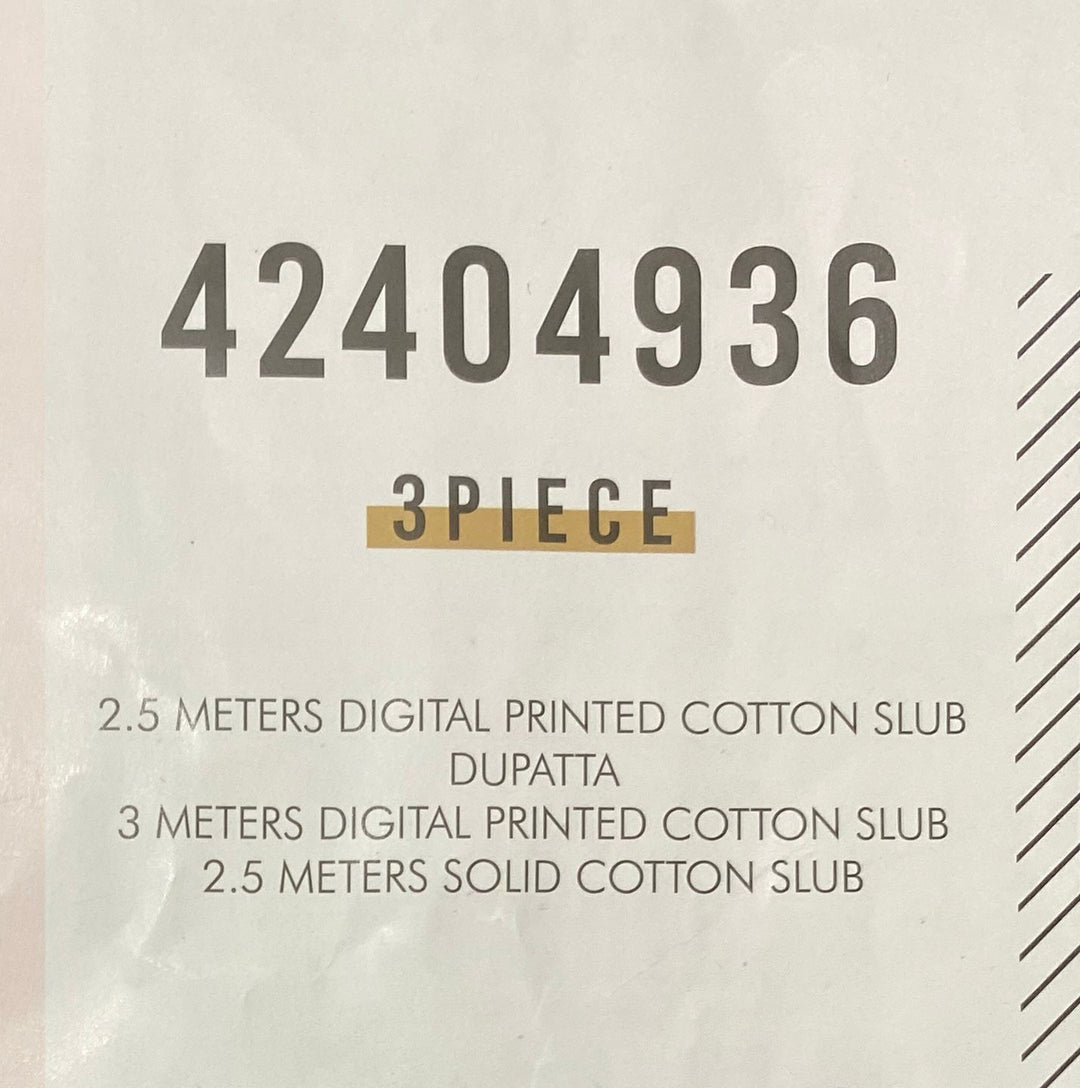 42404936
3PIECE
2.5 METERS DIGITAL PRINTED COTTON SLUB
DUPATTA
3 METERS DIGITAL PRINTED COTTON SLUB
2.5 METERS SOLID COTTON SLUB